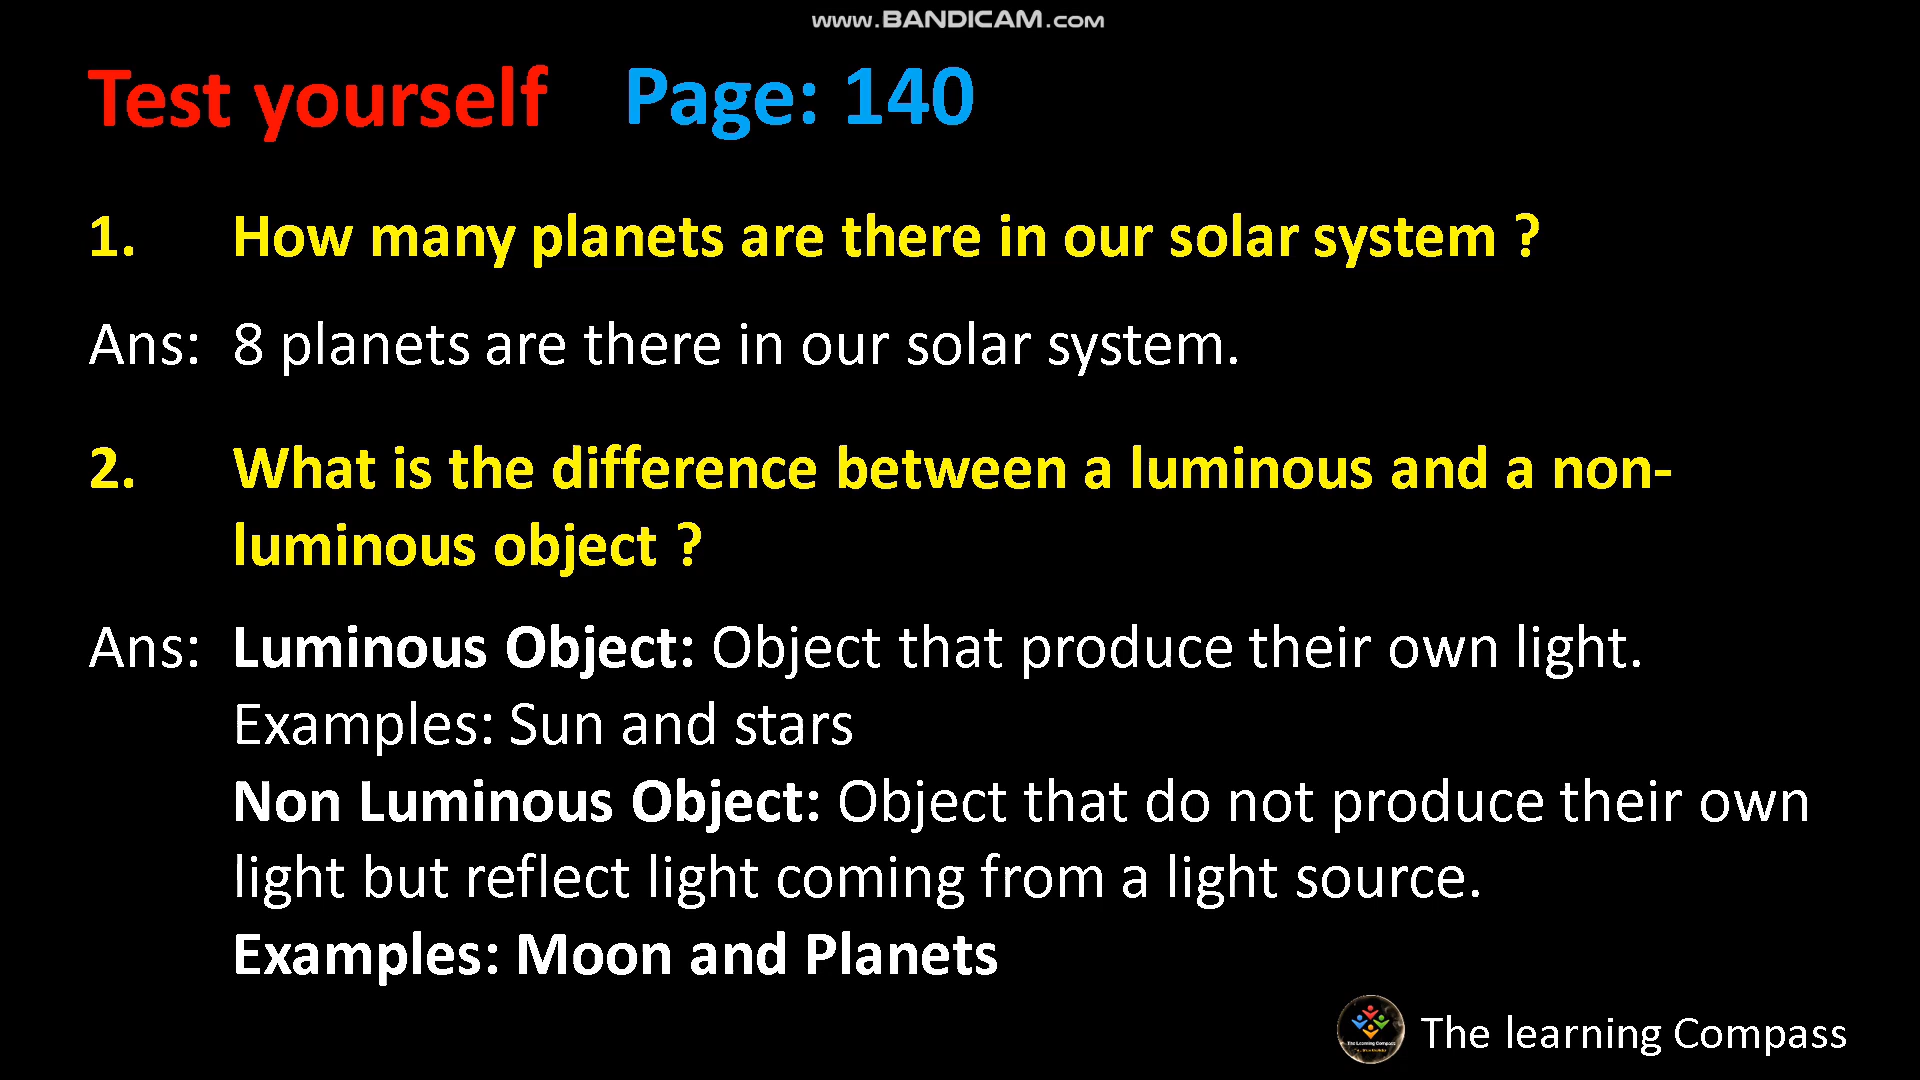 www.BANDICAM.com
Test yourself Page: 140
1. How many planets are there in our solar system ?
Ans: 8 planets are there in our solar system.
2. What is the difference between a luminous and a non-
luminous object ?
Ans: Luminous Object: Object that produce their own light.
Examples: Sun and stars
Non Luminous Object: Object that do not produce their own
light but reflect light coming from a light source.
Examples: Moon and Planets
The Learning Compass
The learning Compass